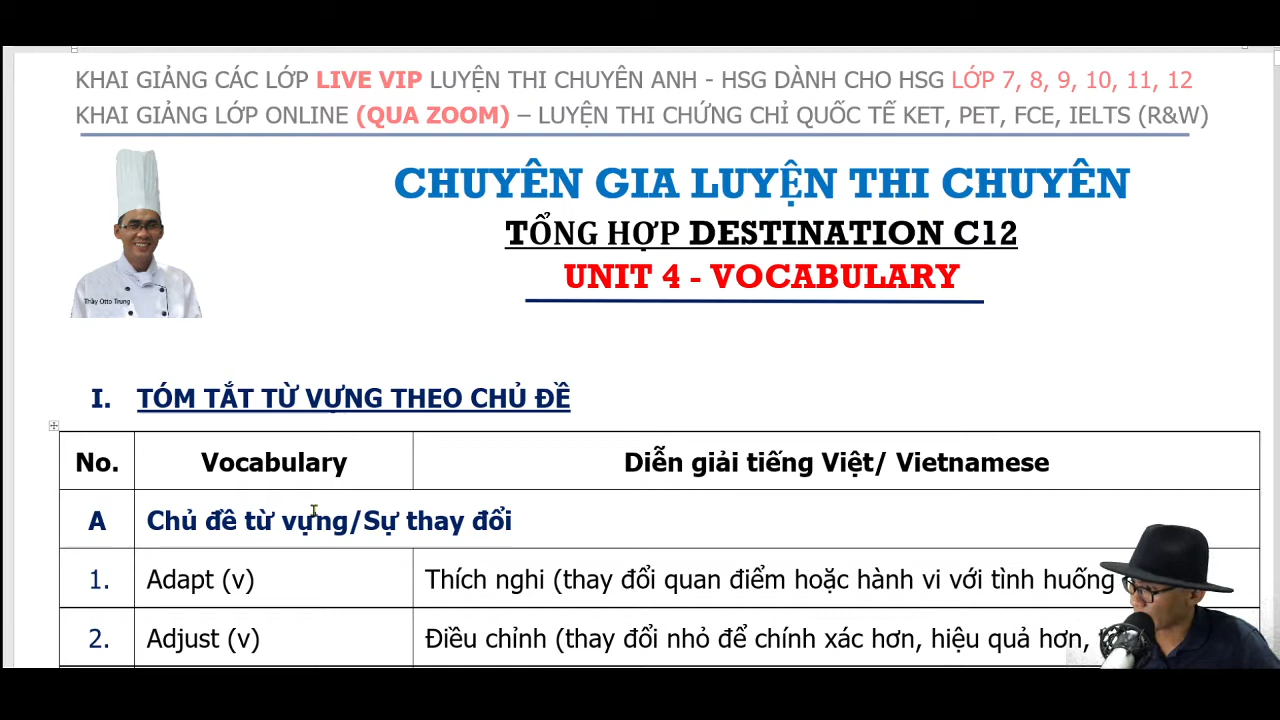 KHAI GIẢNG CÁC LỚP LIVE VIP LUYỆN THI CHUYÊN ANH - HSG DÀNH CHO HSG LỚP 7, 8, 9, 10, 11, 12
KHAI GIẢNG LỚP ONLINE (QUA ZOOM) – LUYỆN THI CHỨNG CHỈ QUỐC TẾ KET, PET, FCE, IELTS (R&W)
CHUYÊN GIA LUYỆN THI CHUYÊN
TỔNG HỢP DESTINATION C12
UNIT 4 - VOCABULARY
Thầy Otto Trung
I. TÓM TẮT TỪ VỰNG THEO CHỦ ĐỀ
No. Vocabulary Diễn giải tiếng Việt/ Vietnamese
A Chủ đề từ vựng/Sự thay đổi
1. Adapt (v) Thích nghi (thay đổi quan điểm hoặc hành vi với tình huống
2. Adjust (v) Điều chỉnh (thay đổi nhỏ để chính xác hơn, hiệu quả hơn,